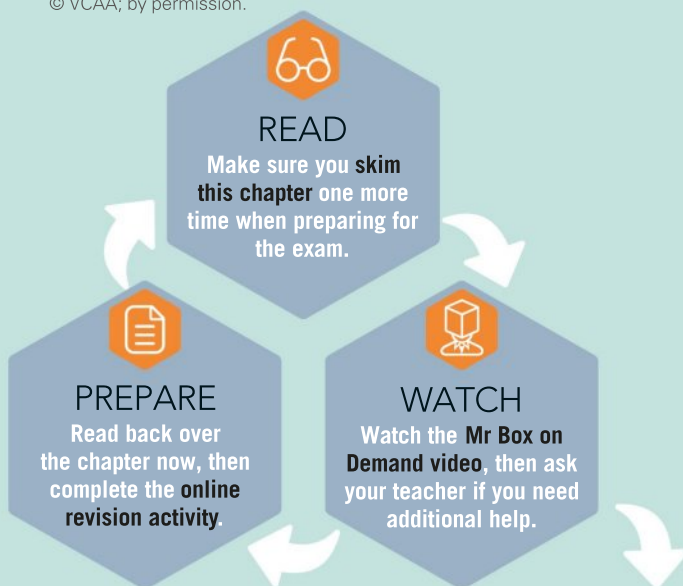 © VCAA; by permission.
READ
Make sure you skim
this chapter one more
time when preparing for
the exam.
PREPARE
Read back over
the chapter now, then
complete the online
revision activity.
WATCH
Watch the Mr Box on
Demand video, then ask
your teacher if you need
additional help.